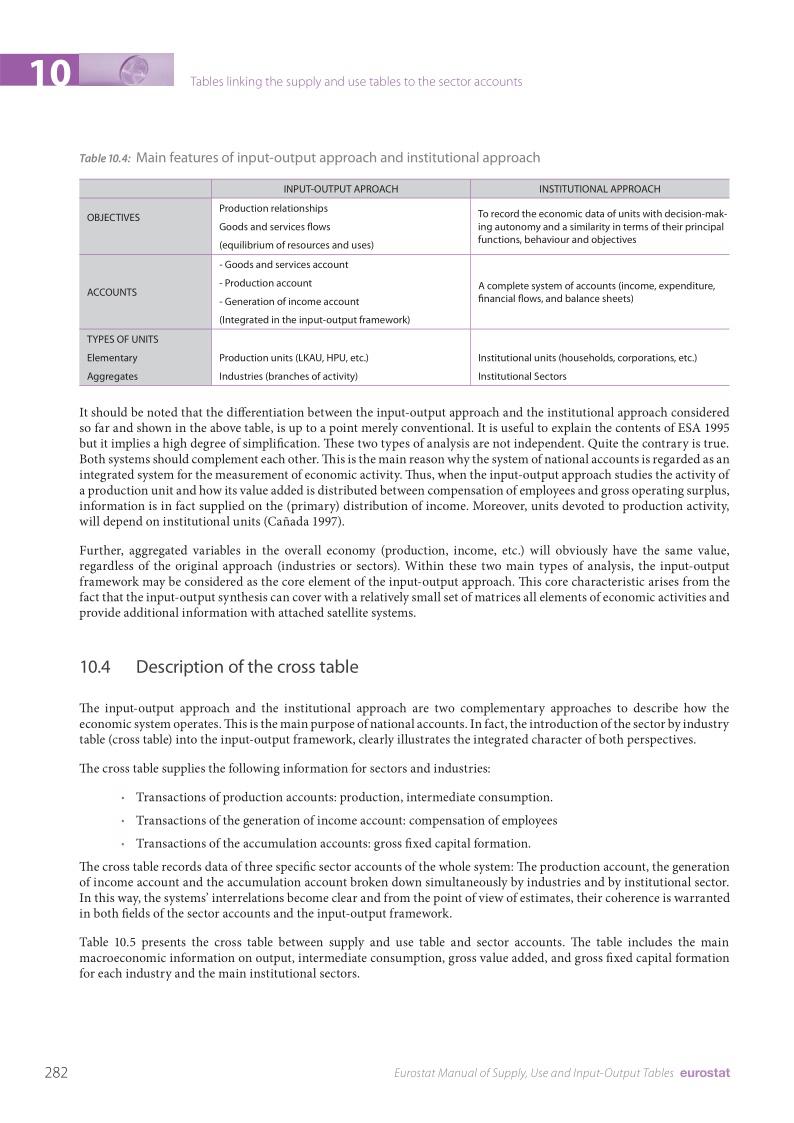 10
Tables linking the supply and use tables to the sector accounts
Table 10.4: Main features of input-output approach and institutional approach
INPUT-OUTPUT APROACH
INSTITUTIONAL APPROACH
OBJECTIVES
Production relationships
Goods and services flows
(equilibrium of resources and uses)
To record the economic data of units with decision-mak-
ing autonomy and a similarity in terms of their principal
functions, behaviour and objectives
ACCOUNTS
- Goods and services account
- Production account
- Generation of income account
(Integrated in the input-output framework)
A complete system of accounts (income, expenditure,
financial flows, and balance sheets)
TYPES OF UNITS
Elementary
Production units (LKAU, HPU, etc.)
Institutional units (households, corporations, etc.)
Aggregates
Industries (branches of activity)
Institutional Sectors
It should be noted that the differentiation between the input-output approach and the institutional approach considered
so far and shown in the above table, is up to a point merely conventional. It is useful to explain the contents of ESA 1995
but it implies a high degree of simplification. These two types of analysis are not independent. Quite the contrary is true.
Both systems should complement each other. This is the main reason why the system of national accounts is regarded as an
integrated system for the measurement of economic activity. Thus, when the input-output approach studies the activity of
a production unit and how its value added is distributed between compensation of employees and gross operating surplus,
information is in fact supplied on the (primary) distribution of income. Moreover, units devoted to production activity,
will depend on institutional units (Cañada 1997).
Further, aggregated variables in the overall economy (production, income, etc.) will obviously have the same value,
regardless of the original approach (industries or sectors). Within these two main types of analysis, the input-output
framework may be considered as the core element of the input-output approach. This core characteristic arises from the
fact that the input-output synthesis can cover with a relatively small set of matrices all elements of economic activities and
provide additional information with attached satellite systems.
10.4 Description of the cross table
The input-output approach and the institutional approach are two complementary approaches to describe how the
economic system operates. This is the main purpose of national accounts. In fact, the introduction of the sector by industry
table (cross table) into the input-output framework, clearly illustrates the integrated character of both perspectives.
The cross table supplies the following information for sectors and industries:
• Transactions of production accounts: production, intermediate consumption.
• Transactions of the generation of income account: compensation of employees
• Transactions of the accumulation accounts: gross fixed capital formation.
The cross table records data of three specific sector accounts of the whole system: The production account, the generation
of income account and the accumulation account broken down simultaneously by industries and by institutional sector.
In this way, the systems' interrelations become clear and from the point of view of estimates, their coherence is warranted
in both fields of the sector accounts and the input-output framework.
Table 10.5 presents the cross table between supply and use table and sector accounts. The table includes the main
macroeconomic information on output, intermediate consumption, gross value added, and gross fixed capital formation
for each industry and the main institutional sectors.
282
Eurostat Manual of Supply, Use and Input-Output Tables eurostat